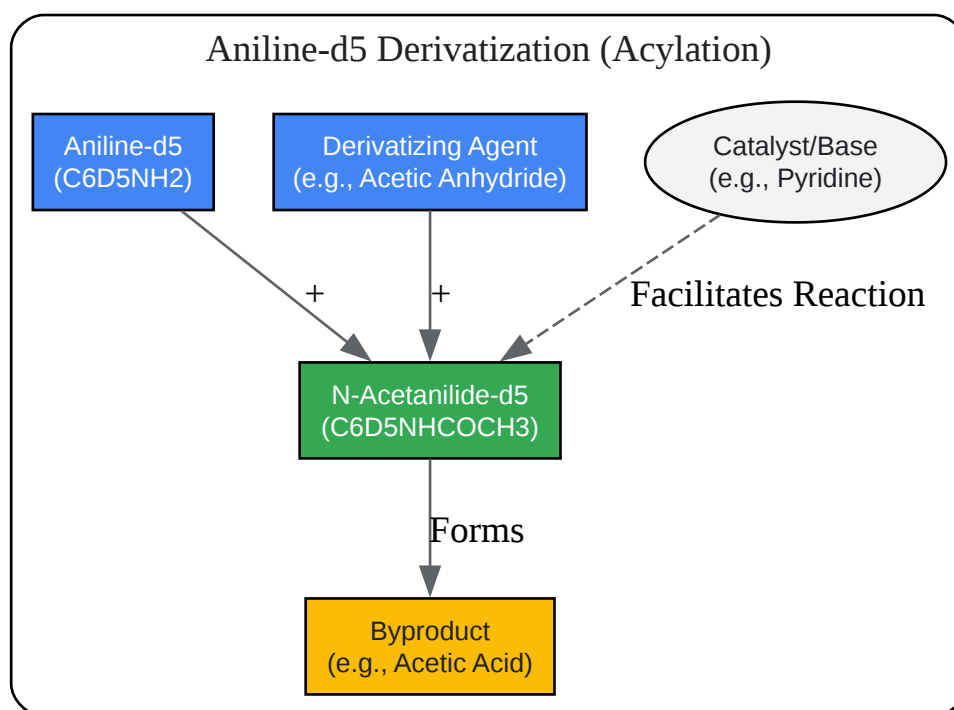 Aniline-d5 Derivatization (Acylation)
Aniline-d5
(C6D5NH2)
Derivatizing Agent
(e.g., Acetic Anhydride)
Catalyst/Base
(e.g., Pyridine)
+
+
Facilitates Reaction
N-Acetanilide-d5
(C6D5NHCOCH3)
Forms
Byproduct
(e.g., Acetic Acid)